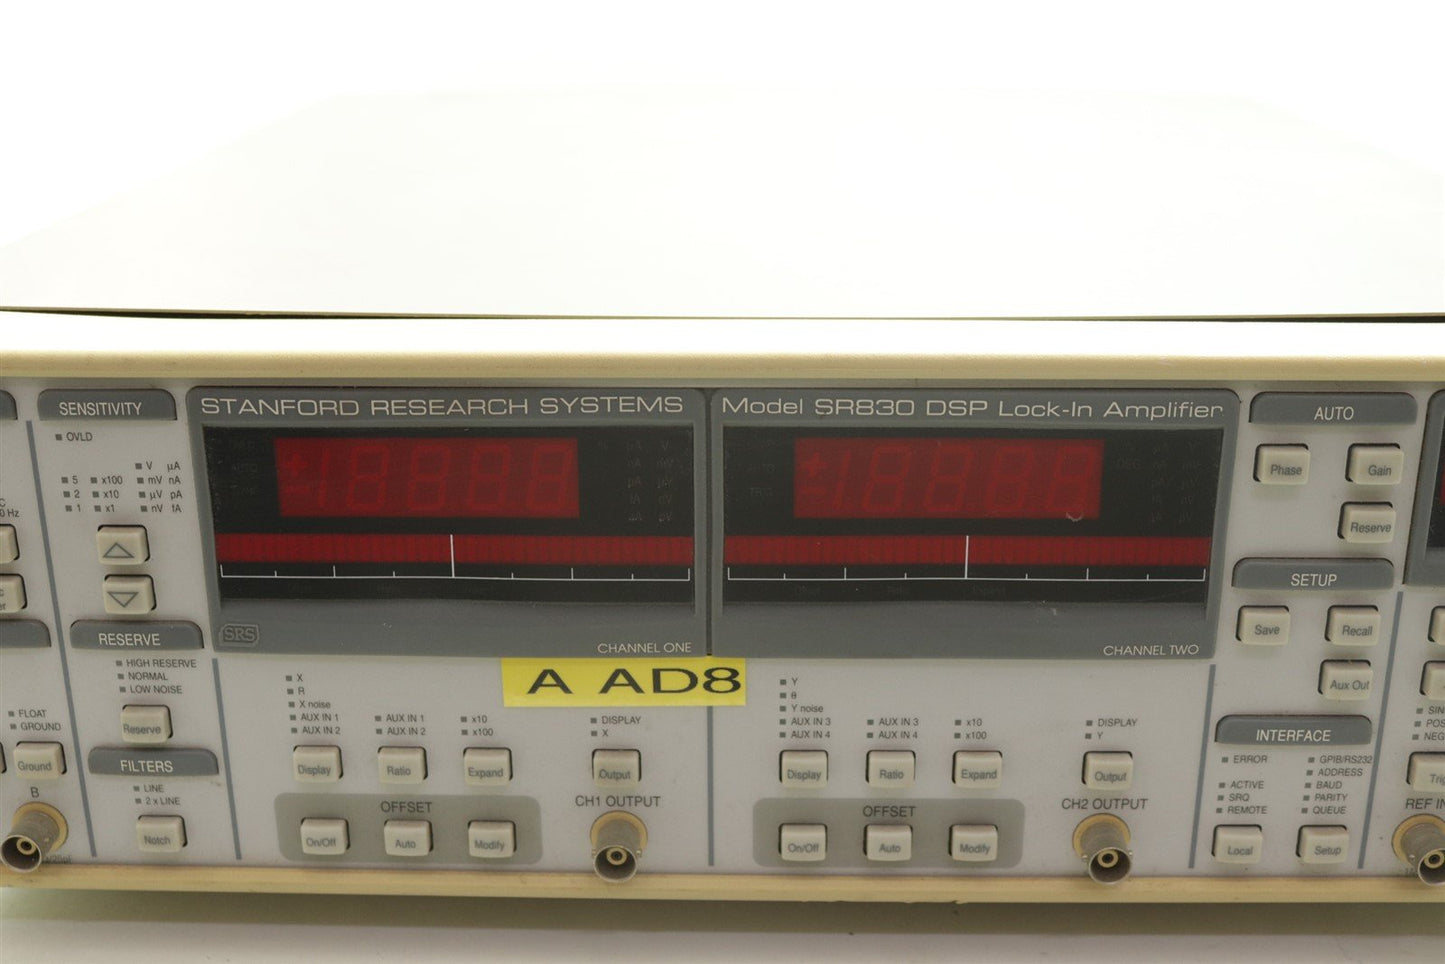 SENSITIVITY
OVLD
V μA
5 x100 mV nA
2 x10 μV pA
1 x1 nV fA
RESERVE
HIGH RESERVE
NORMAL
LOW NOISE
Reserve
FILTERS
LINE
2 x LINE
Notch
FLOAT
GROUND
Ground
B
STANFORD RESEARCH SYSTEMS
SRS
CHANNEL ONE
A AD8
X
R
X noise
AUX IN 1 AUX IN 1 x10
AUX IN 2 AUX IN 2 x100
DISPLAY
X
Display Ratio Expand Output
OFFSET
CH1 OUTPUT
On/Off Auto Modify
Model SR830 DSP Lock-In Amplifier
DEG
CHANNEL TWO
Y
θ
Y noise
AUX IN 3 AUX IN 3 x10
AUX IN 4 AUX IN 4 x100
DISPLAY
Y
Display Ratio Expand Output
OFFSET
CH2 OUTPUT
On/Off Auto Modify
AUTO
Phase Gain
Reserve
SETUP
Save Recall
Aux Out
INTERFACE
ERROR GPIB/RS232
ADDRESS
ACTIVE BAUD
SRQ PARITY
REMOTE QUEUE
Local Setup
REF IN